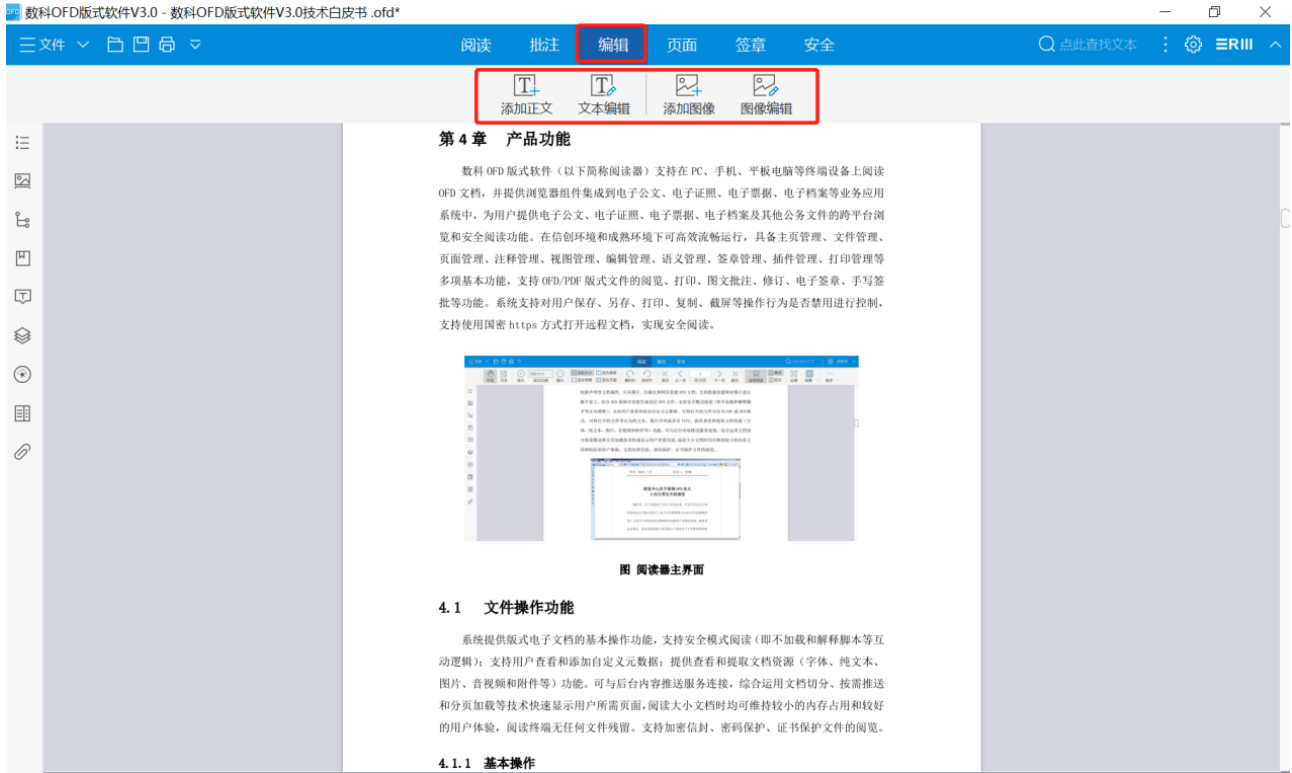 数科OFD版式软件V3.0 - 数科OFD版式软件V3.0技术白皮书 .ofd*
文件 阅读 批注 编辑 页面 签章 安全 点此查找文本
添加正文 文本编辑 添加图像 图像编辑
第 4 章 产品功能
数科 OFD 版式软件（以下简称阅读器）支持在 PC、手机、平板电脑等终端设备上阅读
OFD 文档，并提供浏览器组件集成到电子公文、电子证照、电子票据、电子档案等业务应用
系统中，为用户提供电子公文、电子证照、电子票据、电子档案及其他公务文件的跨平台浏
览和安全阅读功能。在信创环境和成熟环境下可高效流畅运行，具备主页管理、文件管理、
页面管理、注释管理、视图管理、编辑管理、语义管理、签章管理、插件管理、打印管理等
多项基本功能，支持 OFD/PDF 版式文件的阅览、打印、图文批注、修订、电子签章、手写签
批等功能。系统支持对用户保存、另存、打印、复制、截屏等操作行为是否禁用进行控制，
支持使用国密 https 方式打开远程文档，实现安全阅读。
图 阅读器主界面
4.1 文件操作功能
系统提供版式电子文档的基本操作功能，支持安全模式阅读（即不加载和解释脚本等互
动逻辑）；支持用户查看和添加自定义元数据；提供查看和提取文档资源（字体、纯文本、
图片、音视频和附件等）功能。可与后台内容推送服务连接，综合运用文档切分、按需推送
和分页加载等技术快速显示用户所需页面，阅读大小文档时均可维持较小的内存占用和较好
的用户体验，阅读终端无任何文件残留。支持加密信封、密码保护、证书保护文件的阅览。
4.1.1 基本操作